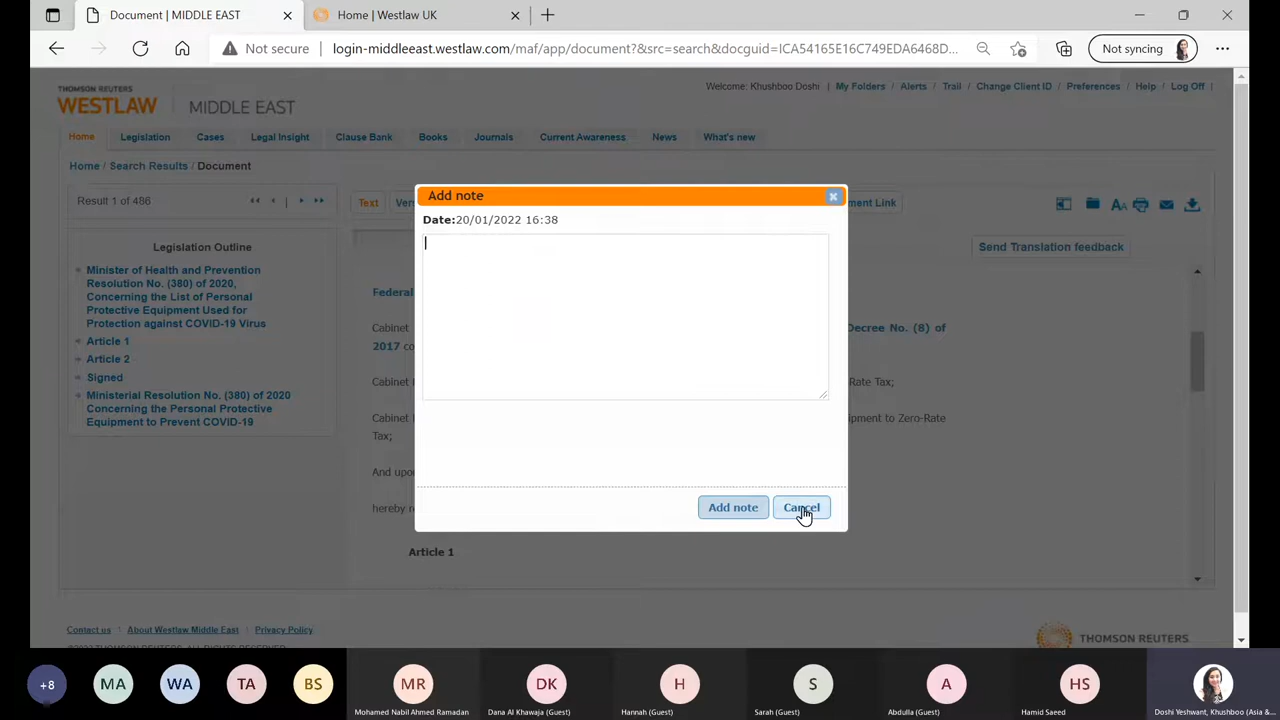 Document | MIDDLE EAST
Home | Westlaw UK
Not secure
login-middleeast.westlaw.com/maf/app/document?&src=search&docguid=ICA54165E16C749EDA6468D...
Not syncing
THOMSON REUTERS
WESTLAW
MIDDLE EAST
Welcome: Khushboo Doshi | My Folders | Alerts | Trail | Change Client ID | Preferences | Help | Log Off |
Home
Legislation
Cases
Legal Insight
Clause Bank
Books
Journals
Current Awareness
News
What's new
Home / Search Results / Document
Result 1 of 486
Text
ment Link
Legislation Outline
Minister of Health and Prevention
Resolution No. (380) of 2020,
Concerning the List of Personal
Protective Equipment Used for
Protection against COVID-19 Virus
Article 1
Article 2
Signed
Ministerial Resolution No. (380) of 2020
Concerning the Personal Protective
Equipment to Prevent COVID-19
Send Translation feedback
Federal
Cabinet
Decree No. (8) of
2017 co
Cabinet
Rate Tax;
Cabinet
ipment to Zero-Rate
Tax;
And upo
hereby r
Article 1
Add note
Date:20/01/2022 16:38
Add note
Cancel
Contact us
About Westlaw Middle East
Privacy Policy
THOMSON REUTERS
+8
MA
WA
TA
BS
MR
Mohamed Nabil Ahmed Ramadan
DK
Dana Al Khawaja (Guest)
H
Hannah (Guest)
S
Sarah (Guest)
A
Abdulla (Guest)
HS
Hamid Saeed
Doshi Yeshwant, Khushboo (Asia &...